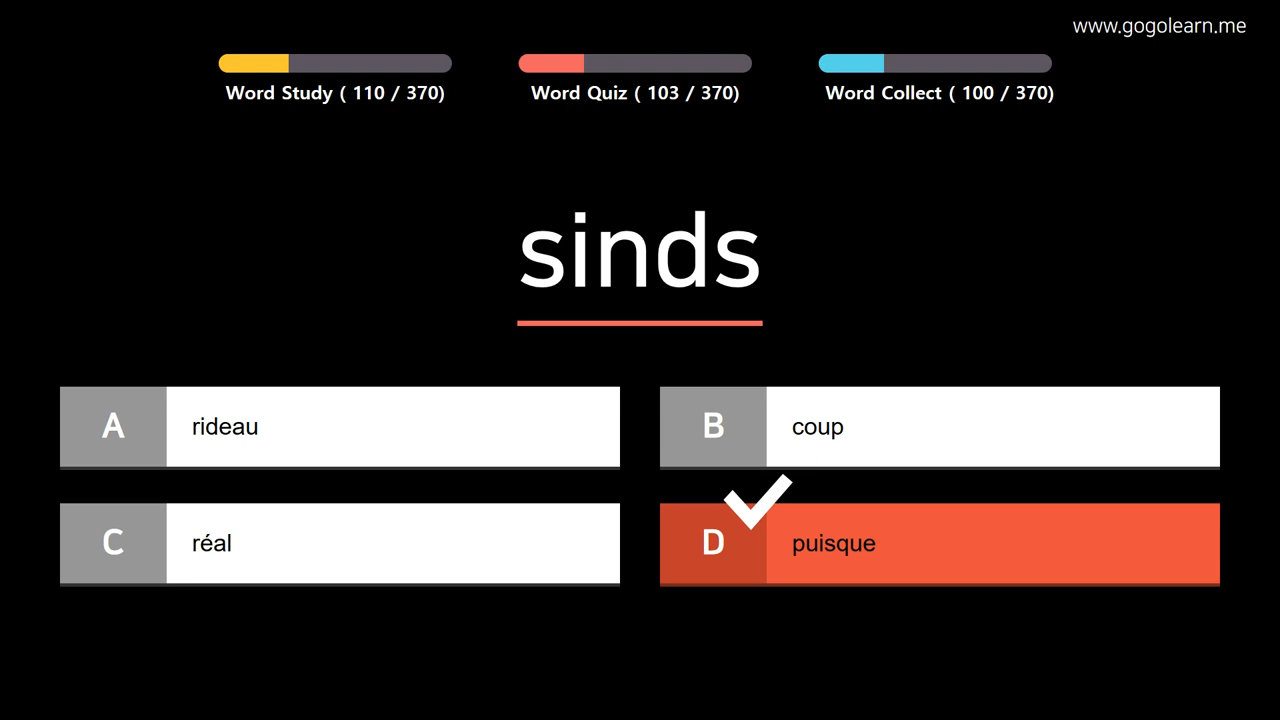 www.gogolearn.me
Word Study ( 110 / 370)
Word Quiz ( 103 / 370)
Word Collect ( 100 / 370)
sinds
A rideau
B coup
C réal
D puisque